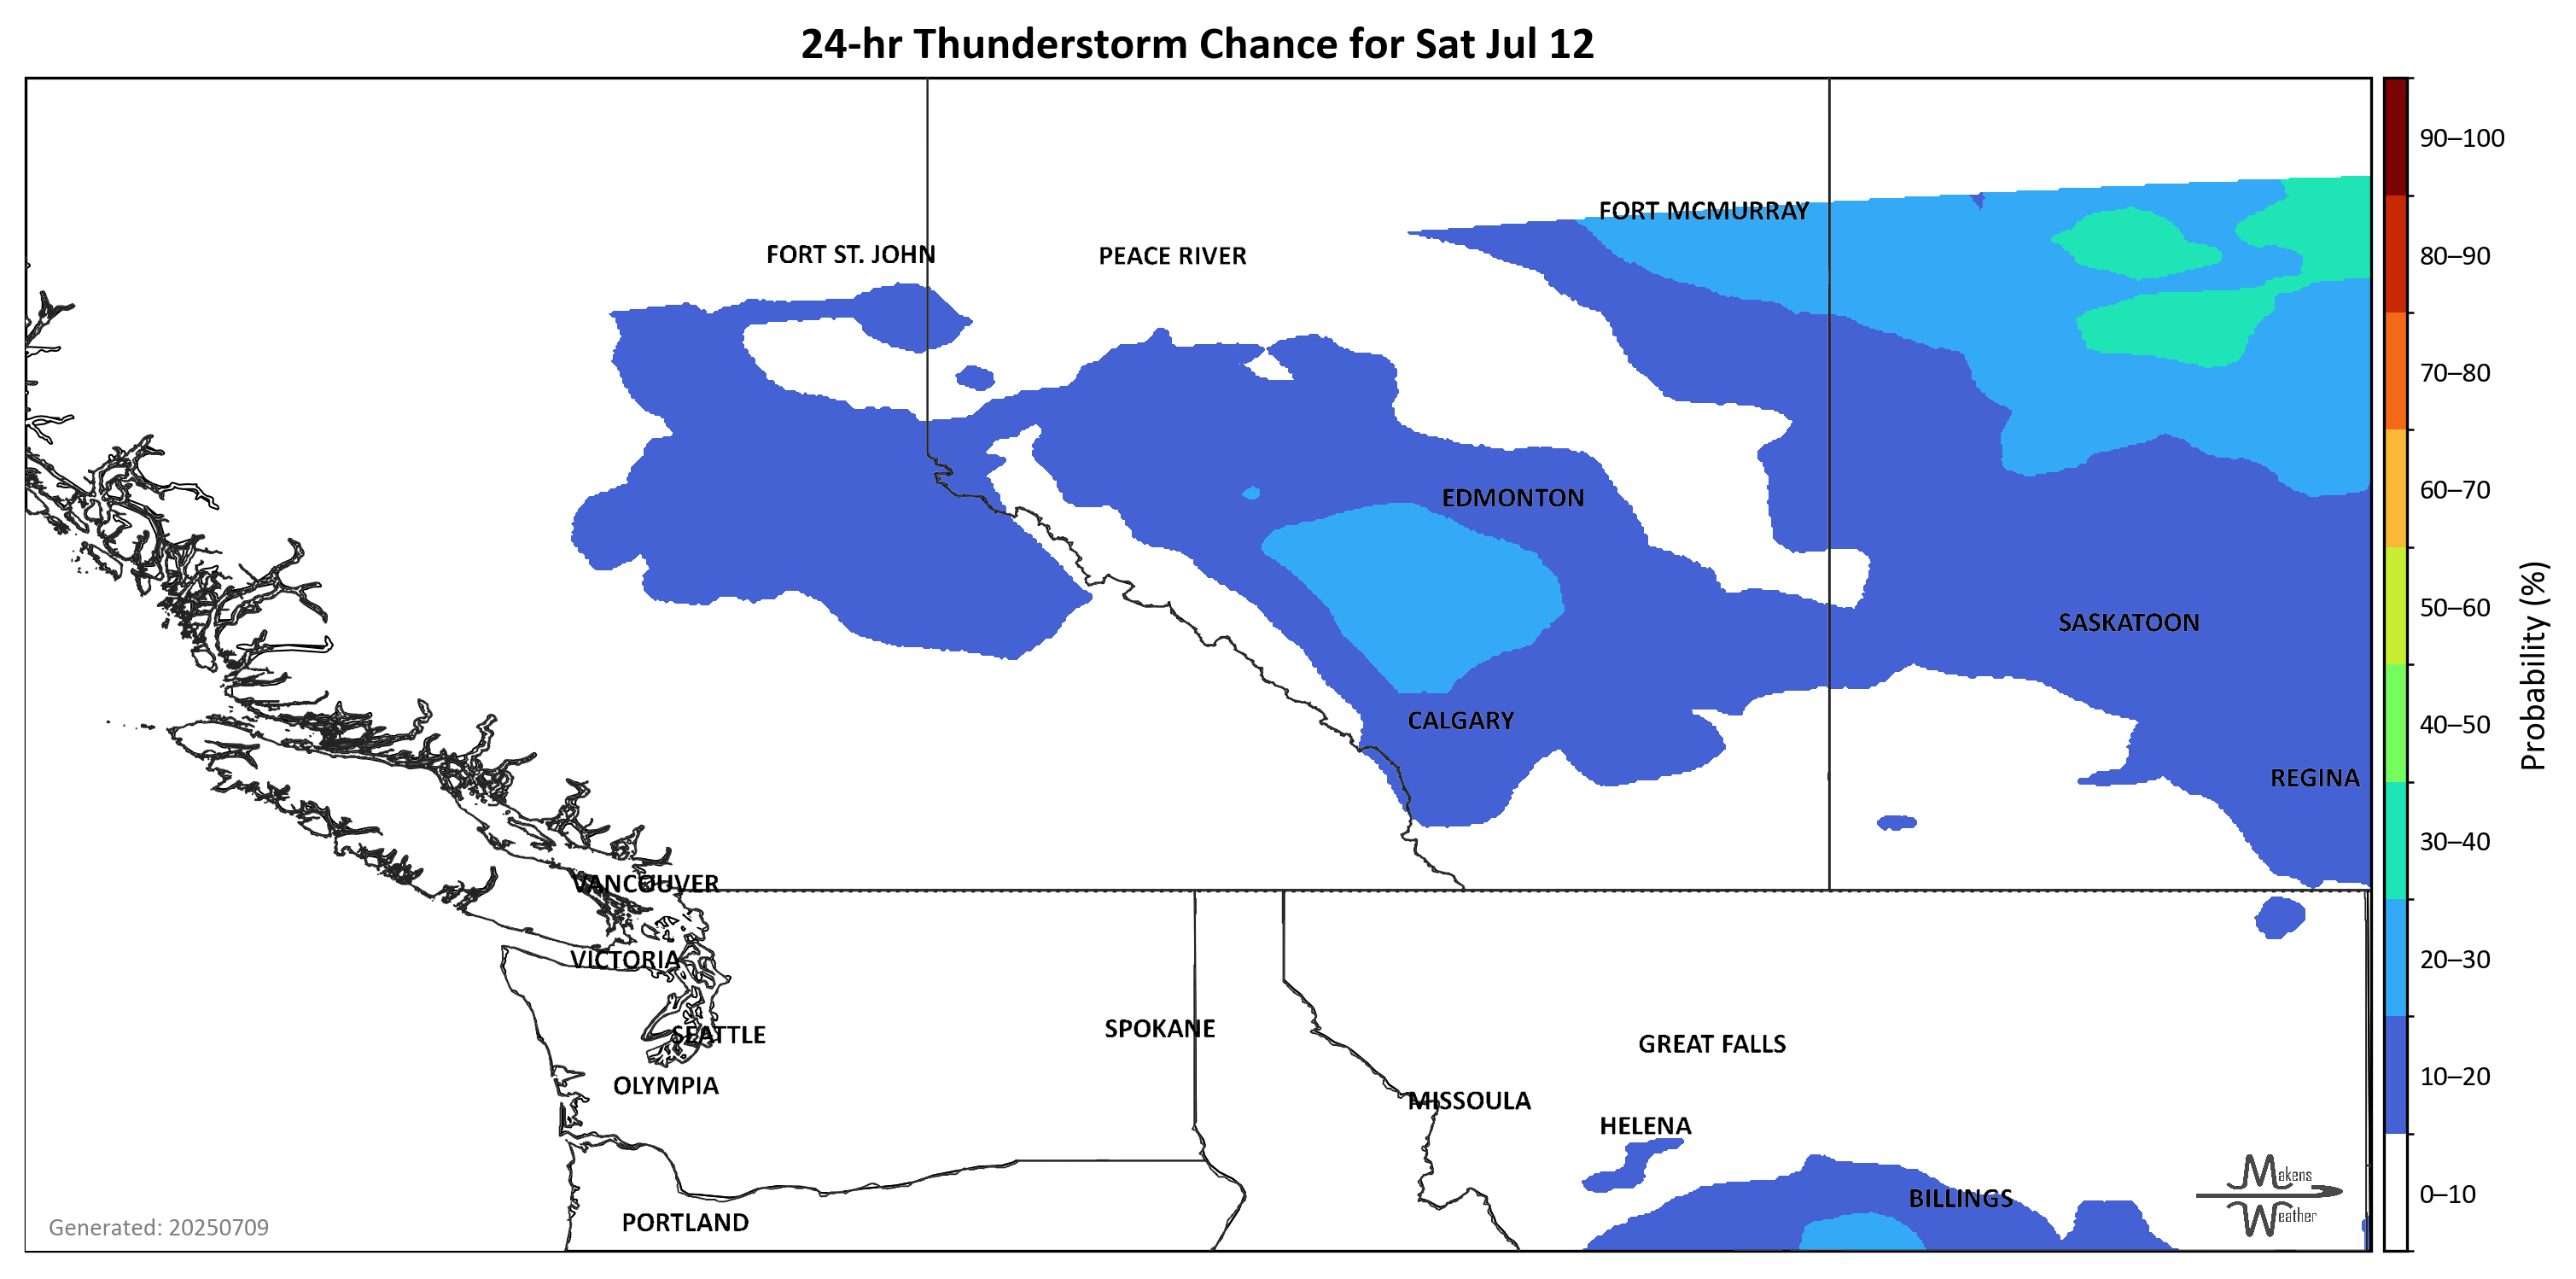 24-hr Thunderstorm Chance for Sat Jul 12
90–100
FORT MCMURRAY
FORT ST. JOHN
PEACE RIVER
80–90
70–80
60–70
EDMONTON
50–60
SASKATOON
Probability (%)
CALGARY
40–50
REGINA
30–40
VANCOUVER
VICTORIA
20–30
SPOKANE
SEATTLE
GREAT FALLS
10–20
OLYMPIA
MISSOULA
HELENA
Makens
Weather
0–10
BILLINGS
PORTLAND
Generated: 20250709